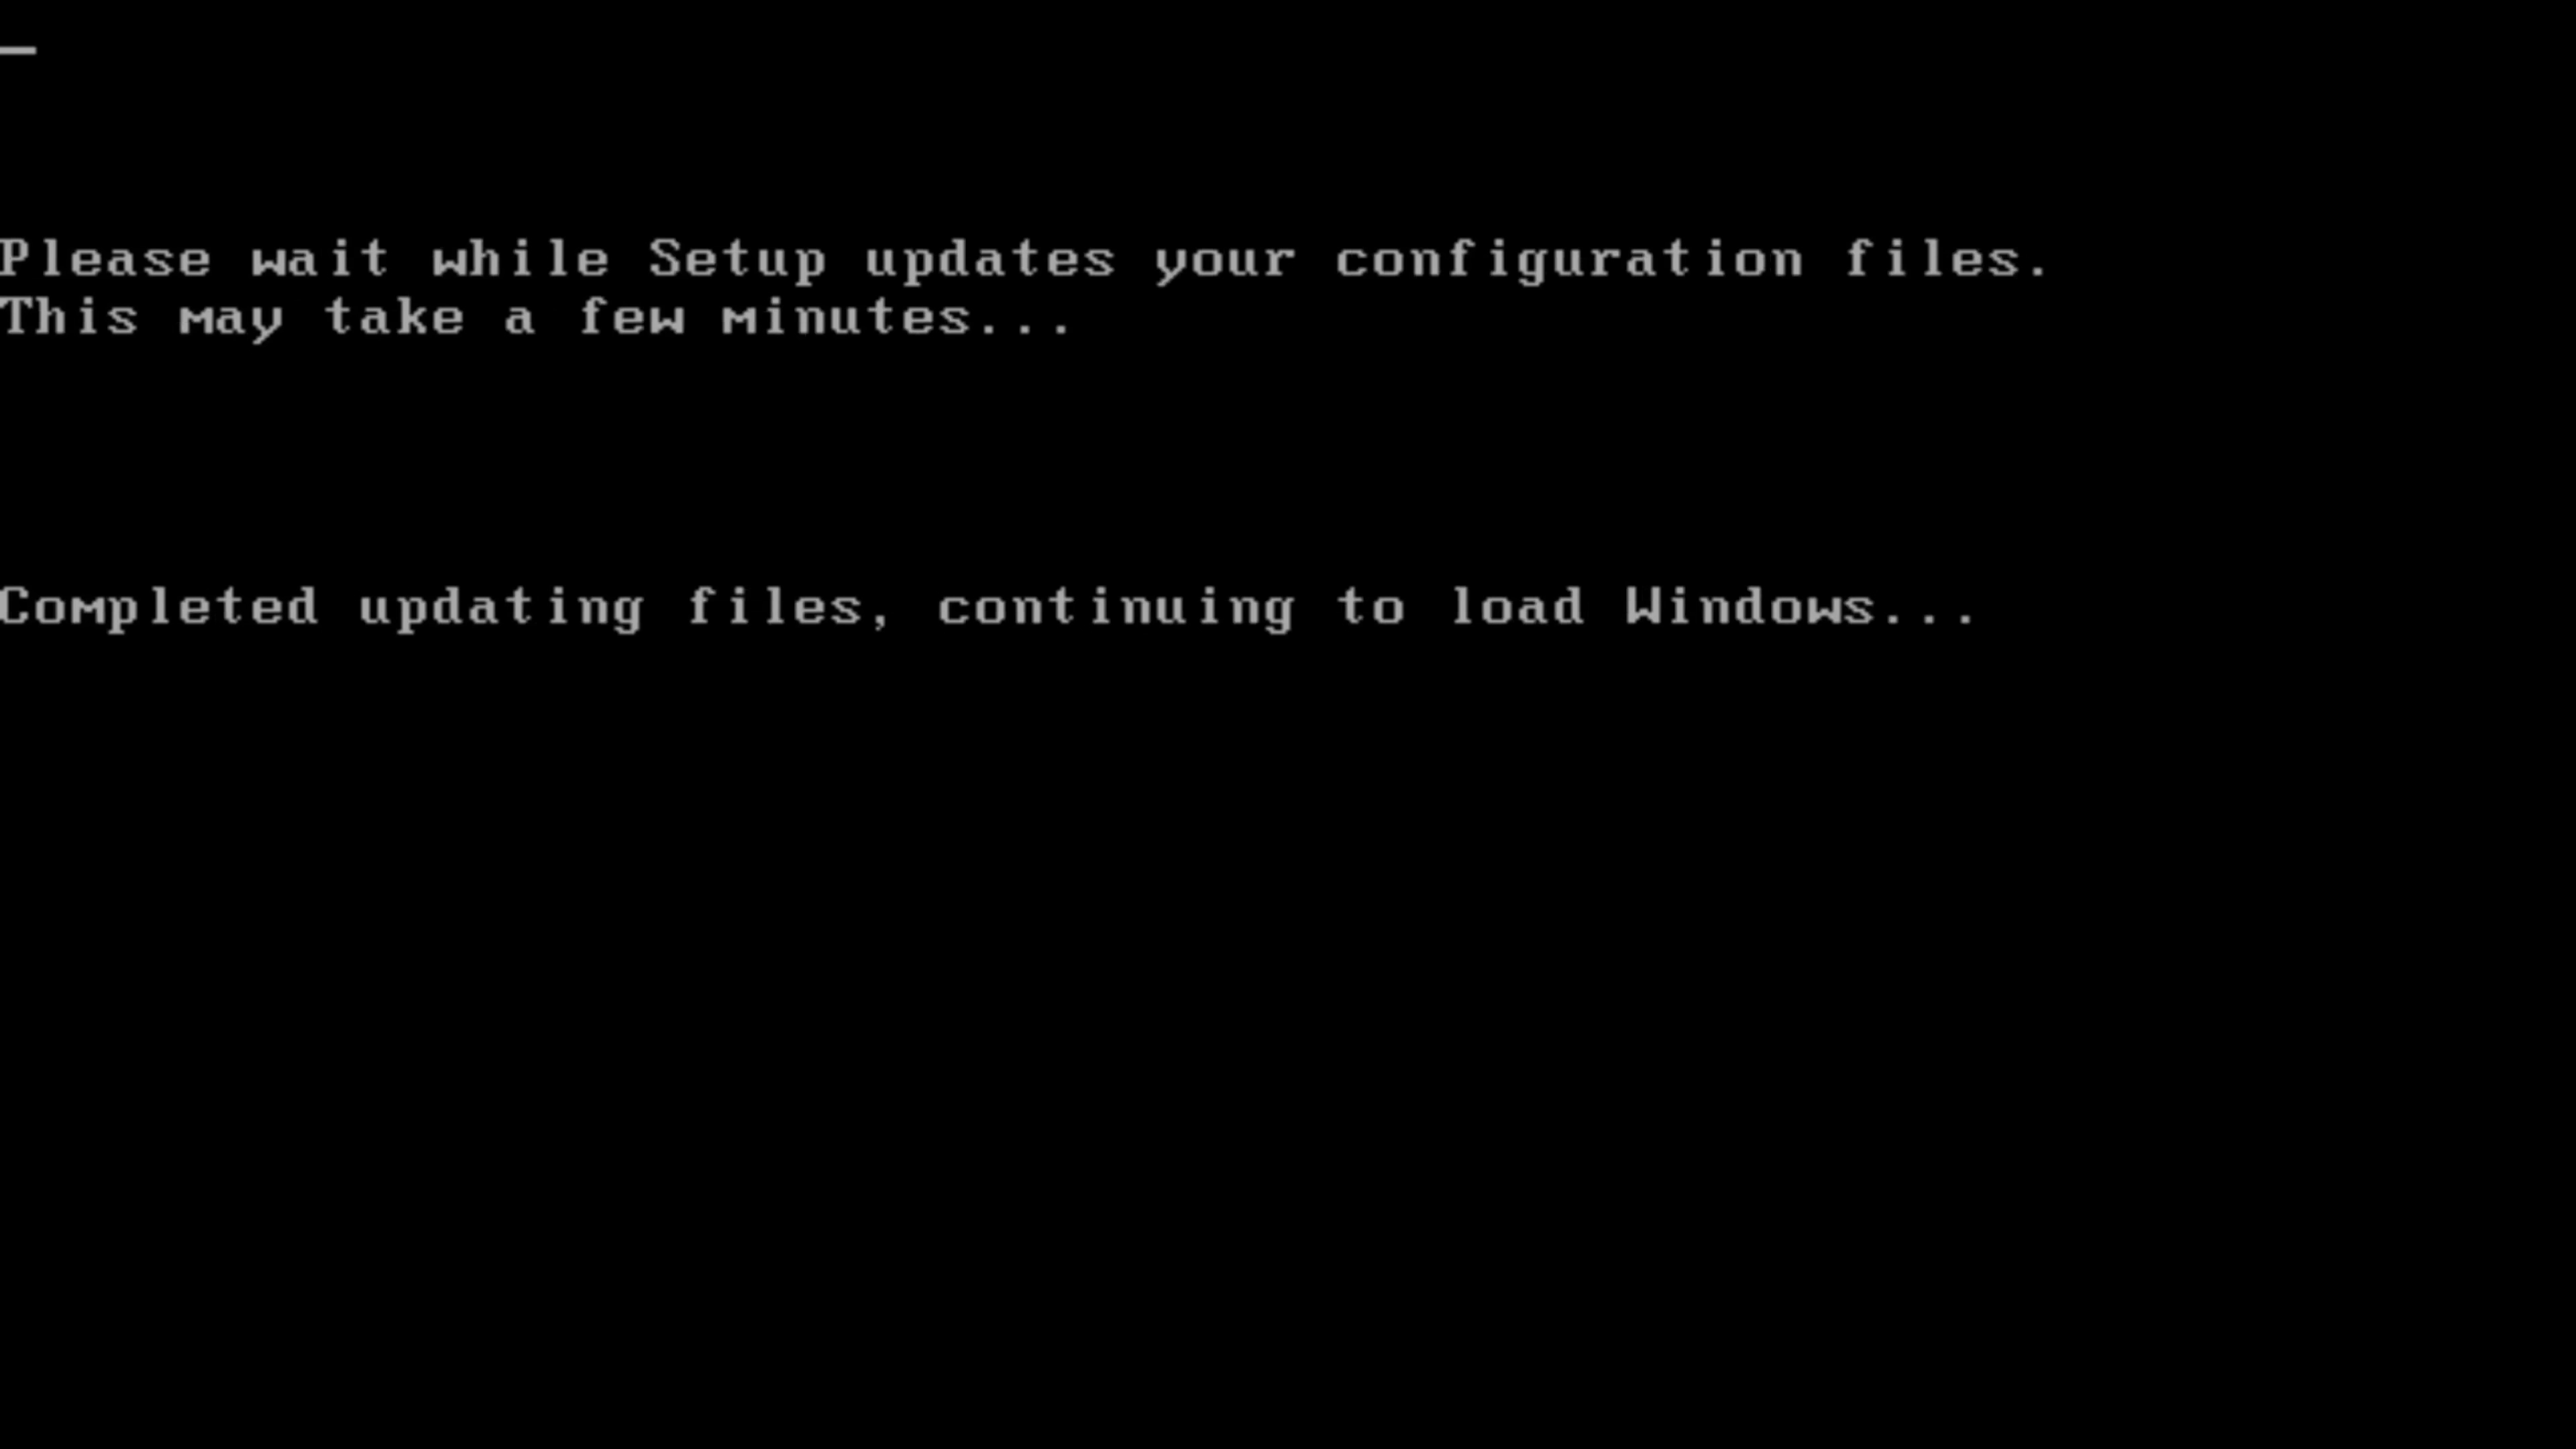 Please wait while Setup updates your configuration files.
This may take a few minutes...
Completed updating files, continuing to load Windows...